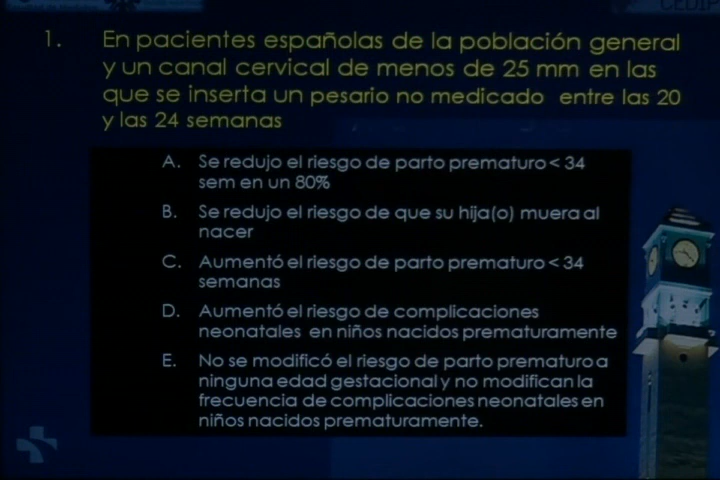 CEDIP
1. En pacientes españolas de la población general
y un canal cervical de menos de 25 mm en las
que se inserta un pesario no medicado entre las 20
y las 24 semanas
A. Se redujo el riesgo de parto prematuro < 34
sem en un 80%
B. Se redujo el riesgo de que su hija(o) muera al
nacer
C. Aumentó el riesgo de parto prematuro < 34
semanas
D. Aumentó el riesgo de complicaciones
neonatales en niños nacidos prematuramente
E. No se modificó el riesgo de parto prematuro a
ninguna edad gestacional y no modifican la
frecuencia de complicaciones neonatales en
niños nacidos prematuramente.